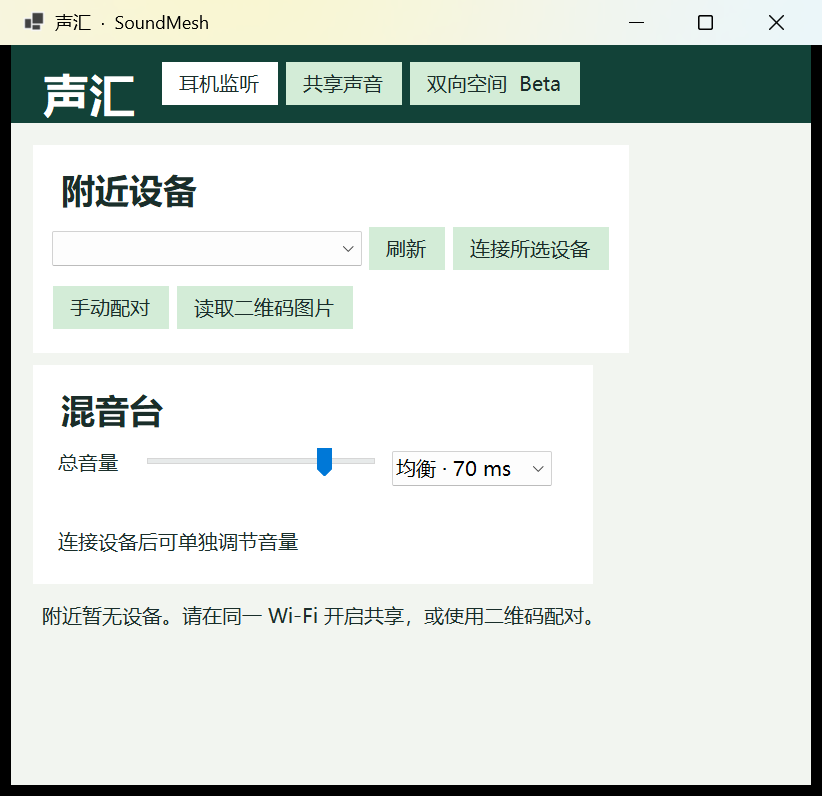 声汇 · SoundMesh
声汇 耳机监听 共享声音 双向空间 Beta
附近设备
刷新 连接所选设备
手动配对 读取二维码图片
混音台
总音量 均衡 · 70 ms
连接设备后可单独调节音量
附近暂无设备。请在同一 Wi-Fi 开启共享，或使用二维码配对。